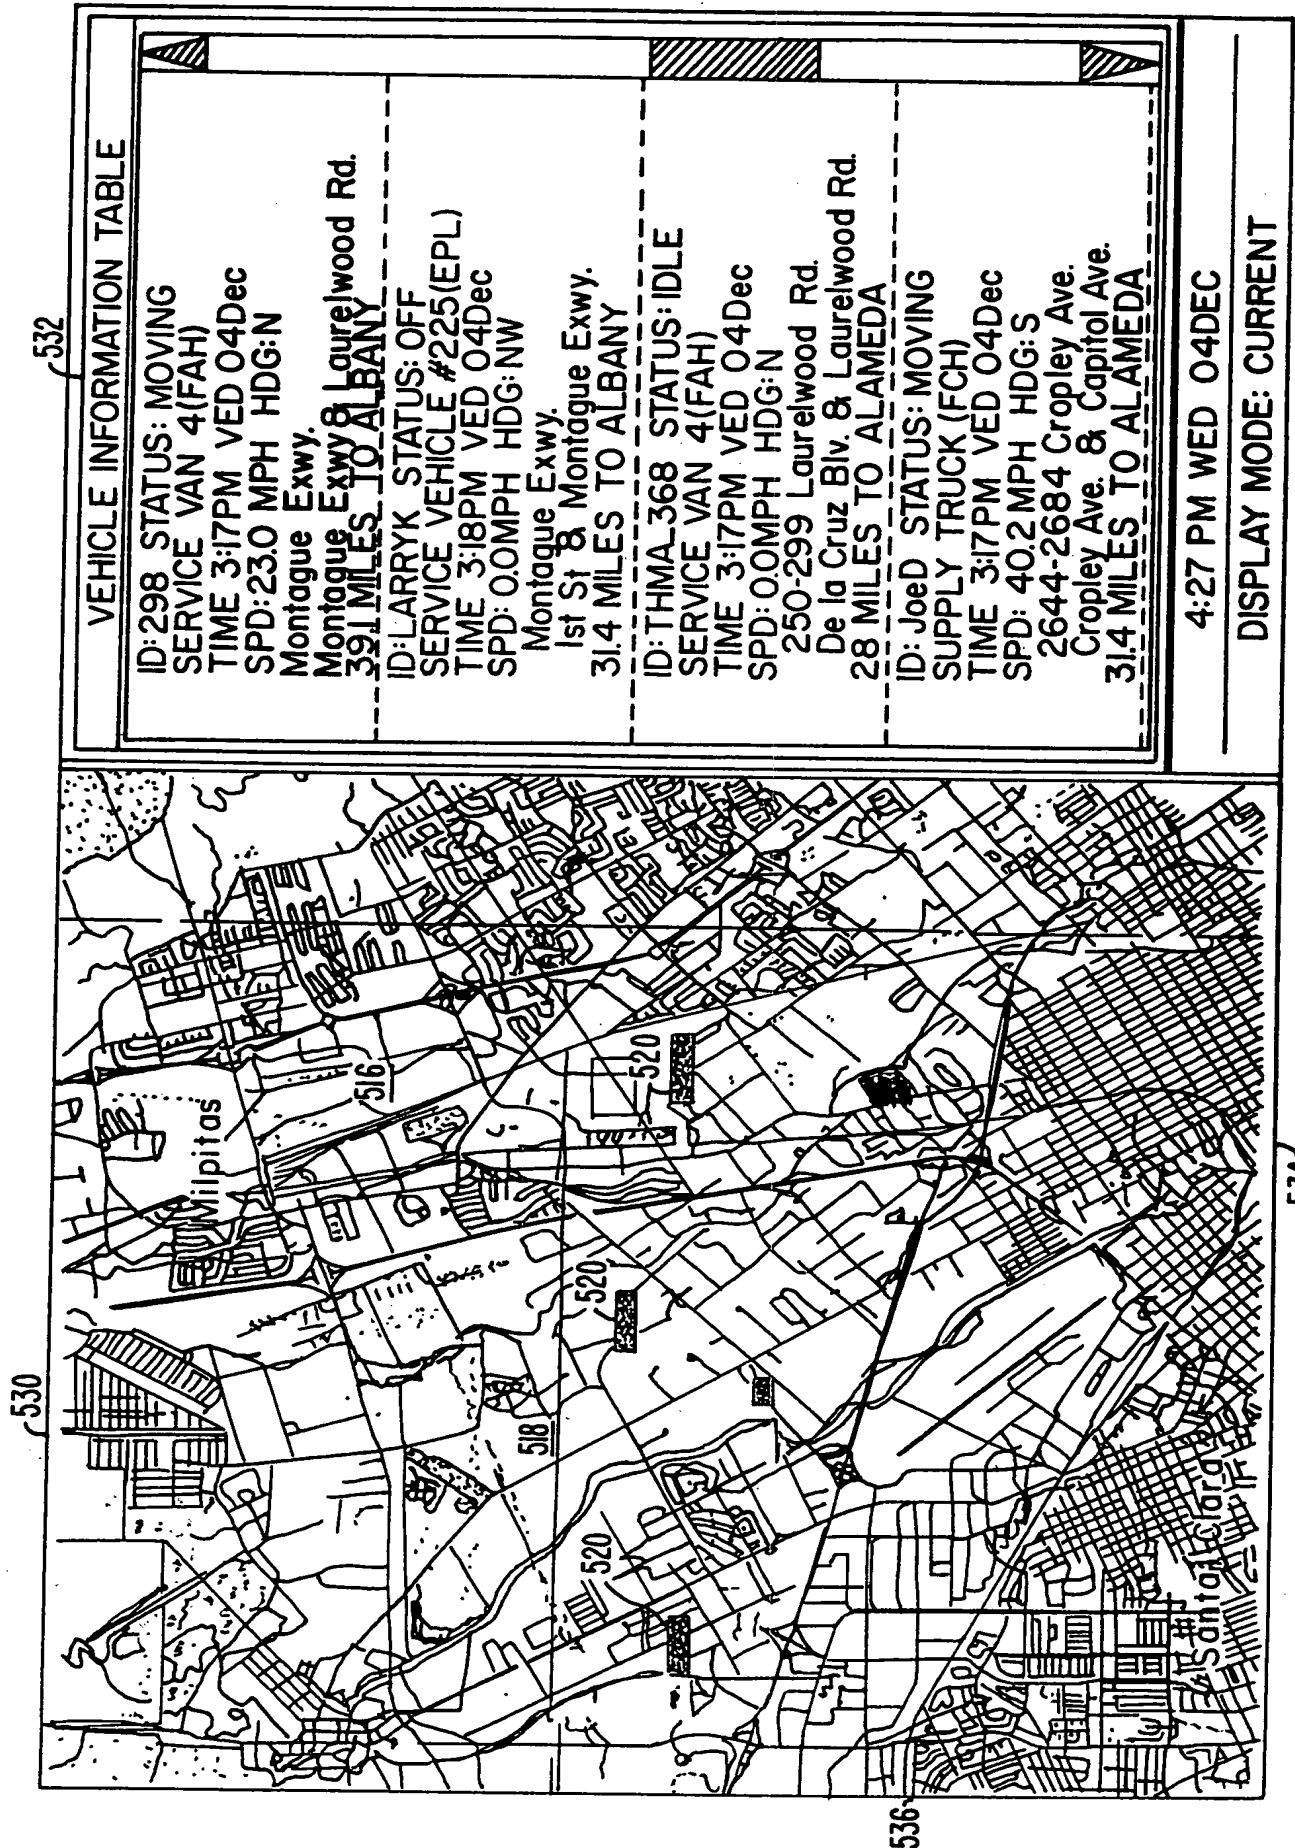 530
532
VEHICLE INFORMATION TABLE
ID:298 STATUS: MOVING
SERVICE VAN 4(FAH)
TIME 3:17PM VED 04Dec
SPD:23.0 MPH HDG:N
Montague Exwy.
Montague Exwy & Laurelwood Rd.
39.1 MILES TO ALBANY
ID:LARRYK STATUS: OFF
SERVICE VEHICLE #225(EPL)
TIME 3:18PM VED 04Dec
SPD: 0.0MPH HDG:NW
Montague Exwy.
1st St & Montague Exwy.
31.4 MILES TO ALBANY
ID:THMA_368 STATUS:IDLE
SERVICE VAN 4(FAH)
TIME 3:17PM VED 04Dec
SPD: 0.0MPH HDG:N
250-299 Laurelwood Rd.
De la Cruz Blv. & Laurelwood Rd.
28 MILES TO ALAMEDA
ID: JoeD STATUS: MOVING
SUPPLY TRUCK (FCH)
TIME 3:17PM VED 04Dec
SPD: 40.2 MPH HDG:S
2644-2684 Cropley Ave.
Cropley Ave. & Capitol Ave.
31.4 MILES TO ALAMEDA
4:27 PM WED 04DEC
DISPLAY MODE: CURRENT
Milpitas
516
518
520
520
520
Santa Clara
536